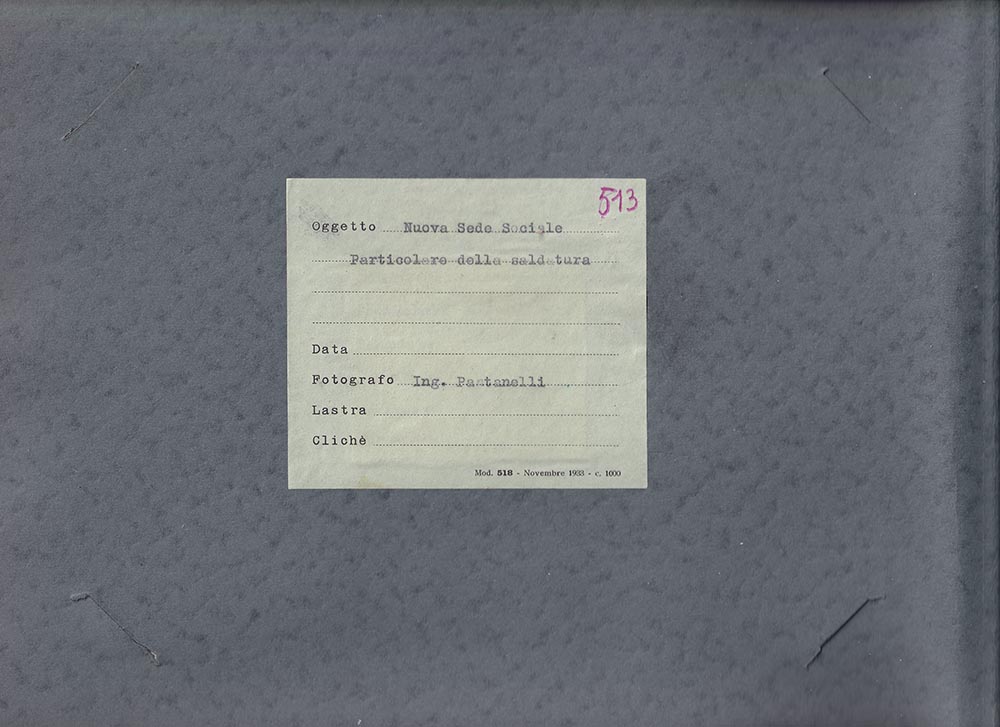 513
Oggetto Nuova Sede Sociale
Particolare della saldatura
Data
Fotografo Ing. Pastanelli
Lastra
Clichè
Mod. 518 - Novembre 1933 - c. 1000